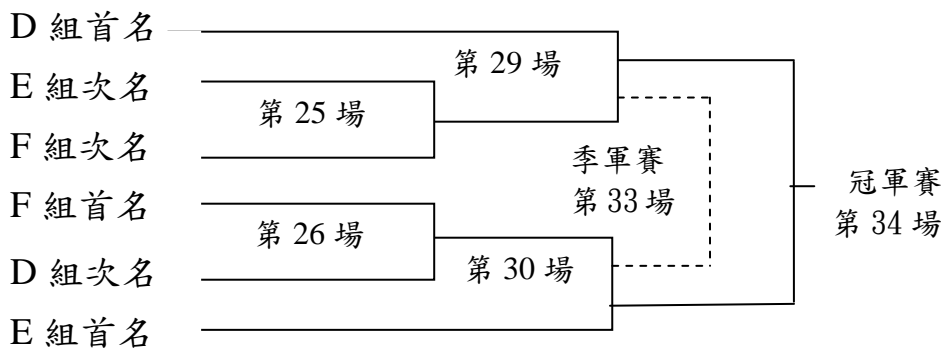 D 組首名
第 29 場
E 組次名
第 25 場
F 組次名
季軍賽
第 33 場
冠軍賽
第 34 場
F 組首名
第 26 場
D 組次名
第 30 場
E 組首名